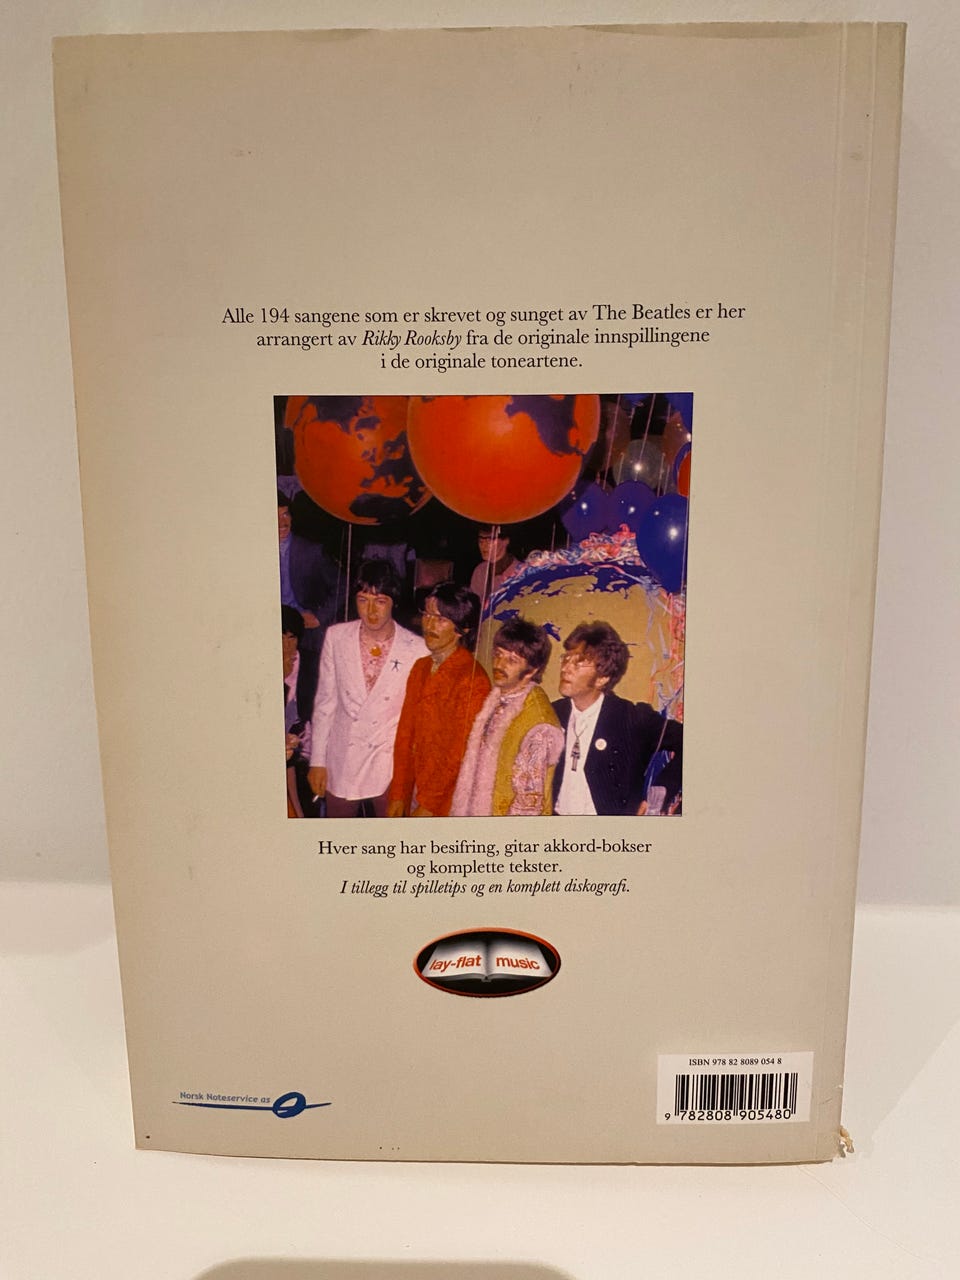 Alle 194 sangene som er skrevet og sunget av The Beatles er her
arrangert av Rikky Rooksby fra de originale innspillingene
i de originale toneartene.
Hver sang har besifring, gitar akkord-bokser
og komplette tekster.
I tillegg til spilletips og en komplett diskografi.
lay-flat music
Norsk Noteservice as
ISBN 978 82 8089 054 8
9 782808 905480